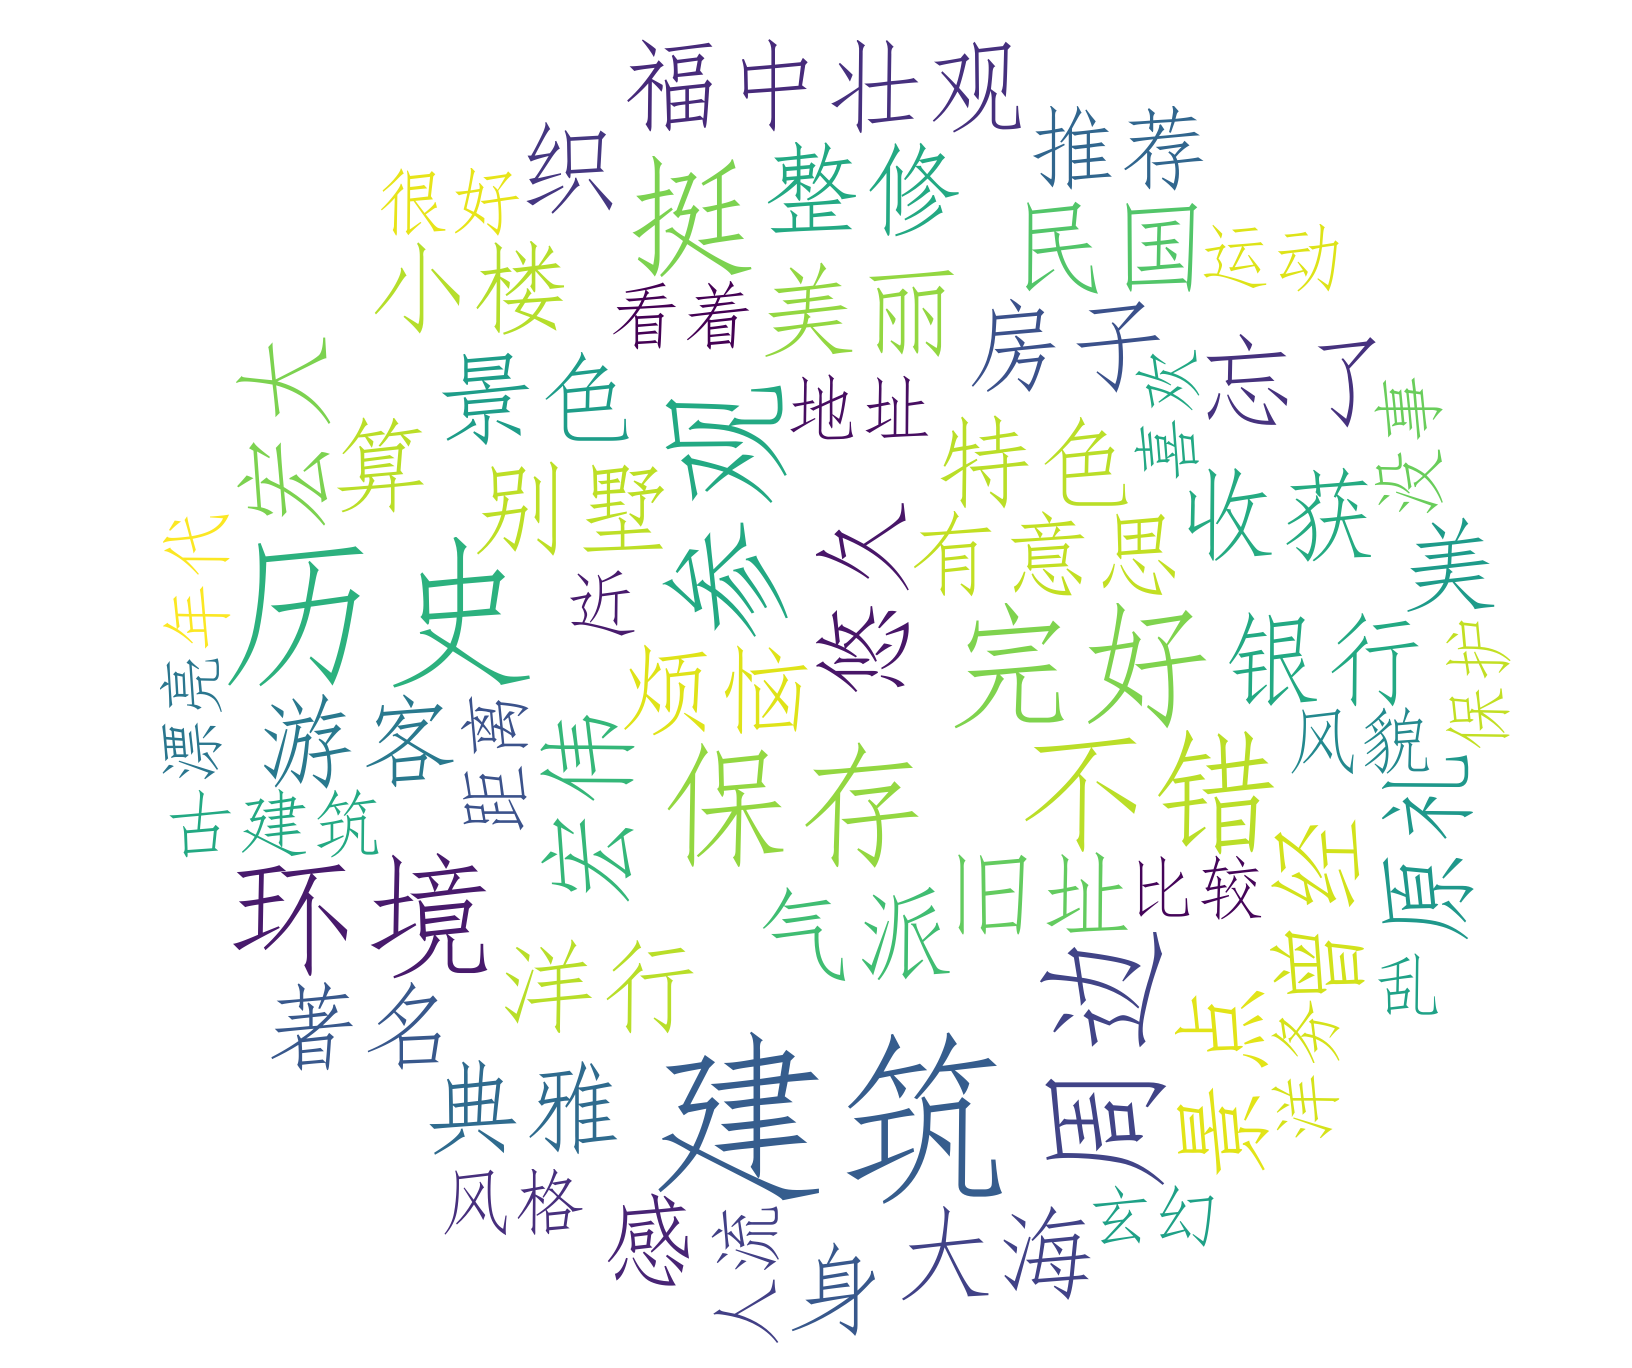 福中壮观
织
推荐
很好
挺
整修
民国
运动
小楼
看着
美丽
房子
忘了
宏大
景色
参观
地址
喜欢
没事
算
别墅
特色
收获
年代
历史
近
悠久
有意思
美
漂亮
烦恼
完好
银行
保护
游客
距离
宏伟
保存
不错
风貌
原礼
古建筑
环境
气派
旧址
比较
曾经
著名
洋行
周边
景点
洋务
乱
典雅
建筑
风格
感
人流
身
大海
玄幻